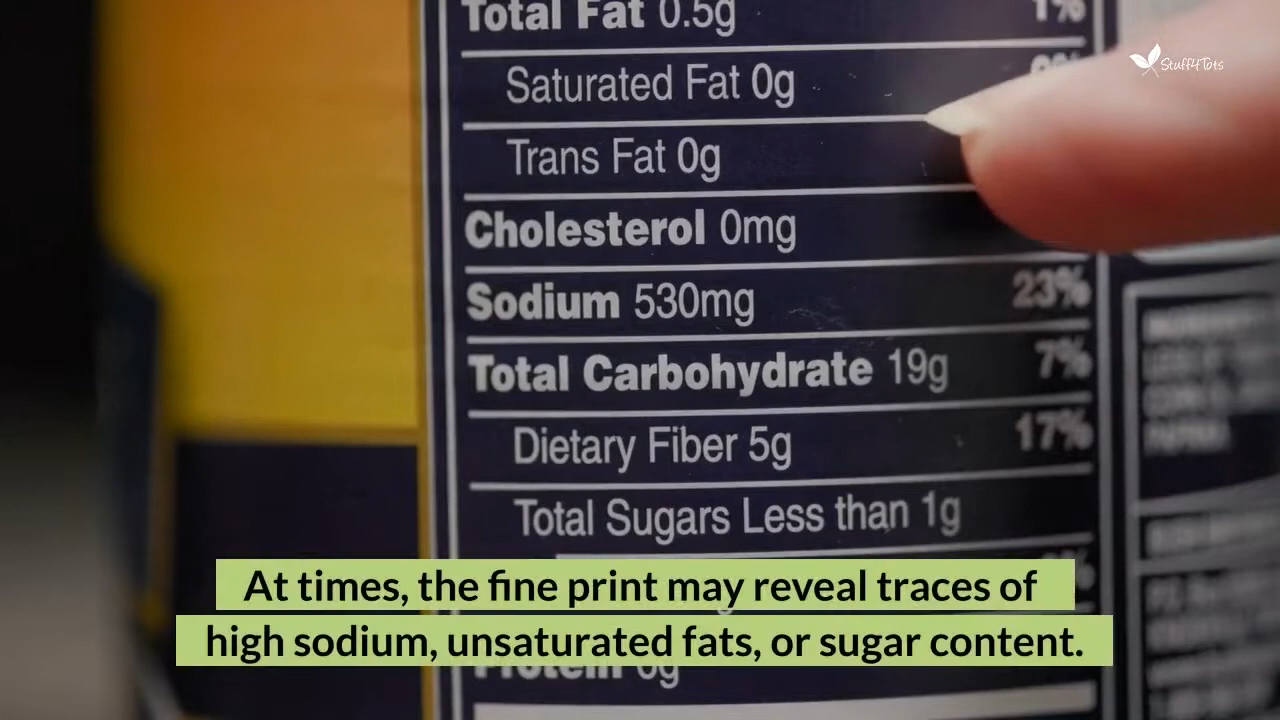 Total Fat 0.5g 1%
Stuff4Tots
Saturated Fat 0g
Trans Fat 0g
Cholesterol 0mg
Sodium 530mg 23%
Total Carbohydrate 19g 7%
Dietary Fiber 5g 17%
Total Sugars Less than 1g
At times, the fine print may reveal traces of
high sodium, unsaturated fats, or sugar content.
Protein 6g